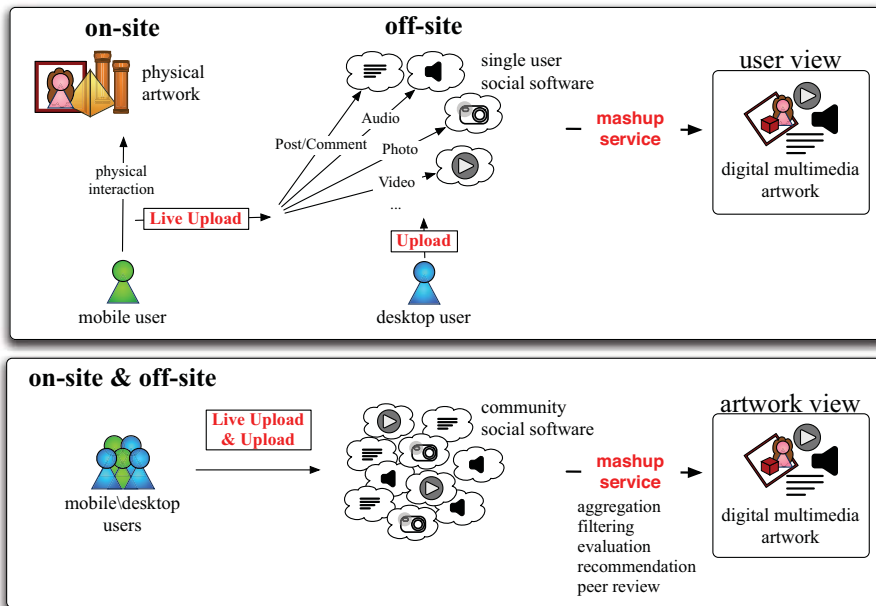 on-site
off-site
physical
artwork
single user
social software
user view
Audio
Post/Comment
Photo
mashup
service
physical
interaction
Video
digital multimedia
artwork
Live Upload
...
Upload
mobile user
desktop user
on-site & off-site
Live Upload
& Upload
community
social software
artwork view
mashup
service
mobile\desktop
users
aggregation
filtering
evaluation
recommendation
peer review
digital multimedia
artwork